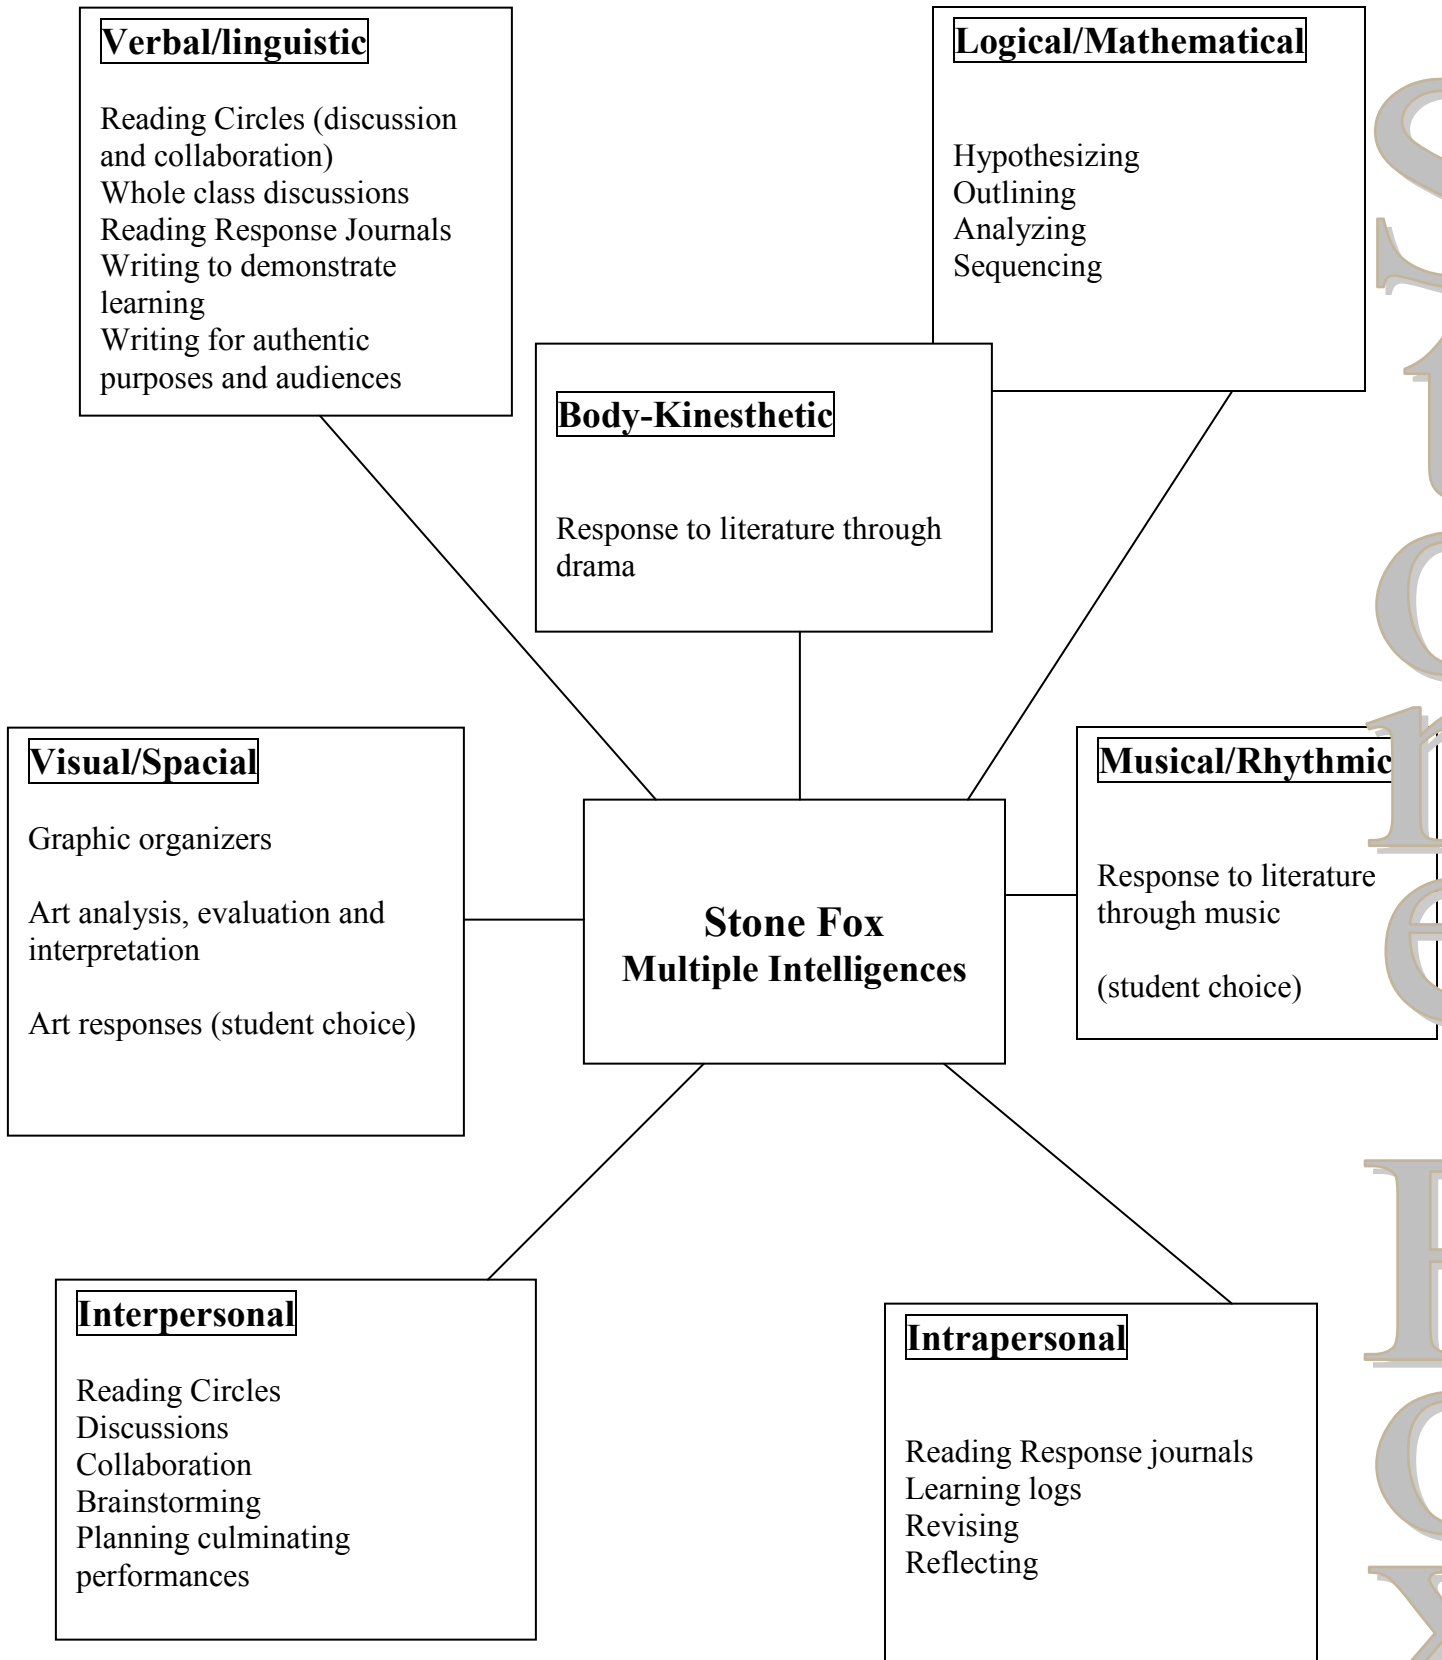 Verbal/linguistic
Reading Circles (discussion
and collaboration)
Whole class discussions
Reading Response Journals
Writing to demonstrate
learning
Writing for authentic
purposes and audiences
Logical/Mathematical
Hypothesizing
Outlining
Analyzing
Sequencing
Body-Kinesthetic
Response to literature through
drama
Visual/Spacial
Graphic organizers
Art analysis, evaluation and
interpretation
Art responses (student choice)
Stone Fox
Multiple Intelligences
Musical/Rhythmic
Response to literature
through music
(student choice)
Interpersonal
Reading Circles
Discussions
Collaboration
Brainstorming
Planning culminating
performances
Intrapersonal
Reading Response journals
Learning logs
Revising
Reflecting
Stone Fox